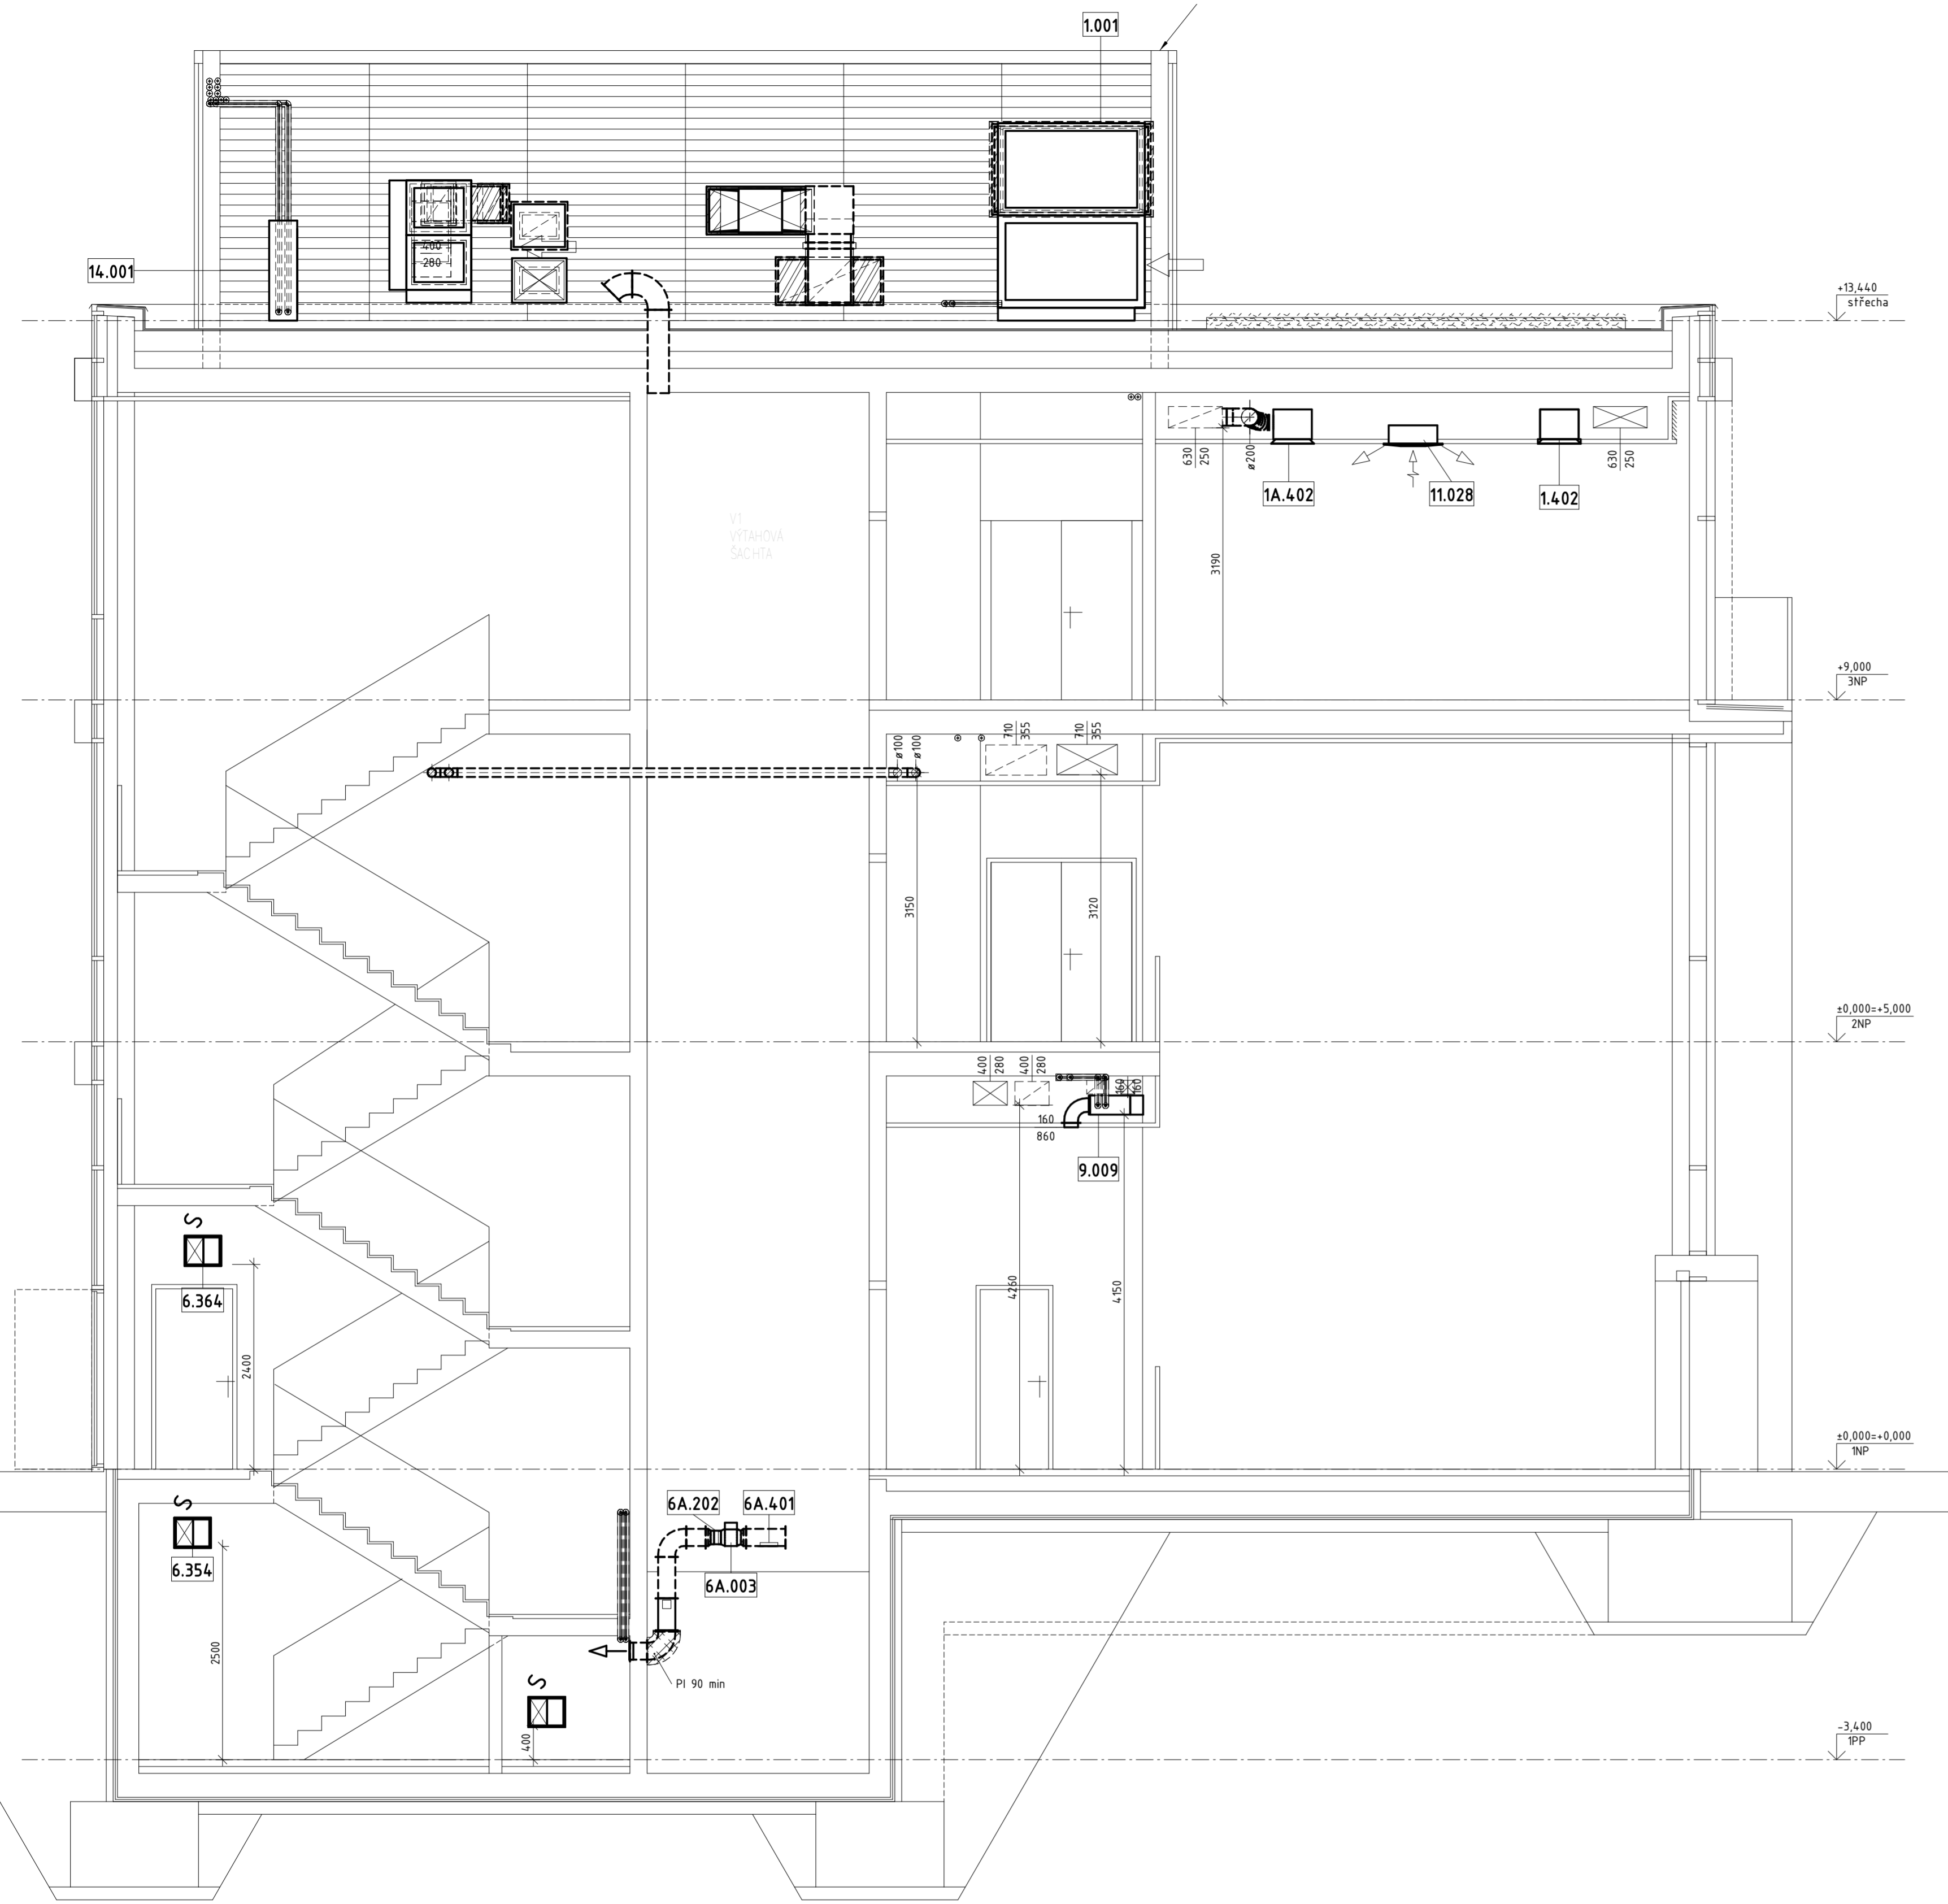 1.001
14.001
400
280
+13,440
střecha
630
250
ø200
1A.402
11.028
1.402
630
250
V1
VÝTAHOVÁ
ŠACHTA
3190
+9,000
3NP
710
355
710
355
ø100
ø100
3150
3120
±0,000=+5,000
2NP
400
280
400
280
160
160
160
860
9.009
S
6.364
4260
4150
2400
±0,000=+0,000
1NP
S
6.354
6A.202
6A.401
6A.003
2500
PI 90 min
S
400
-3,400
1PP